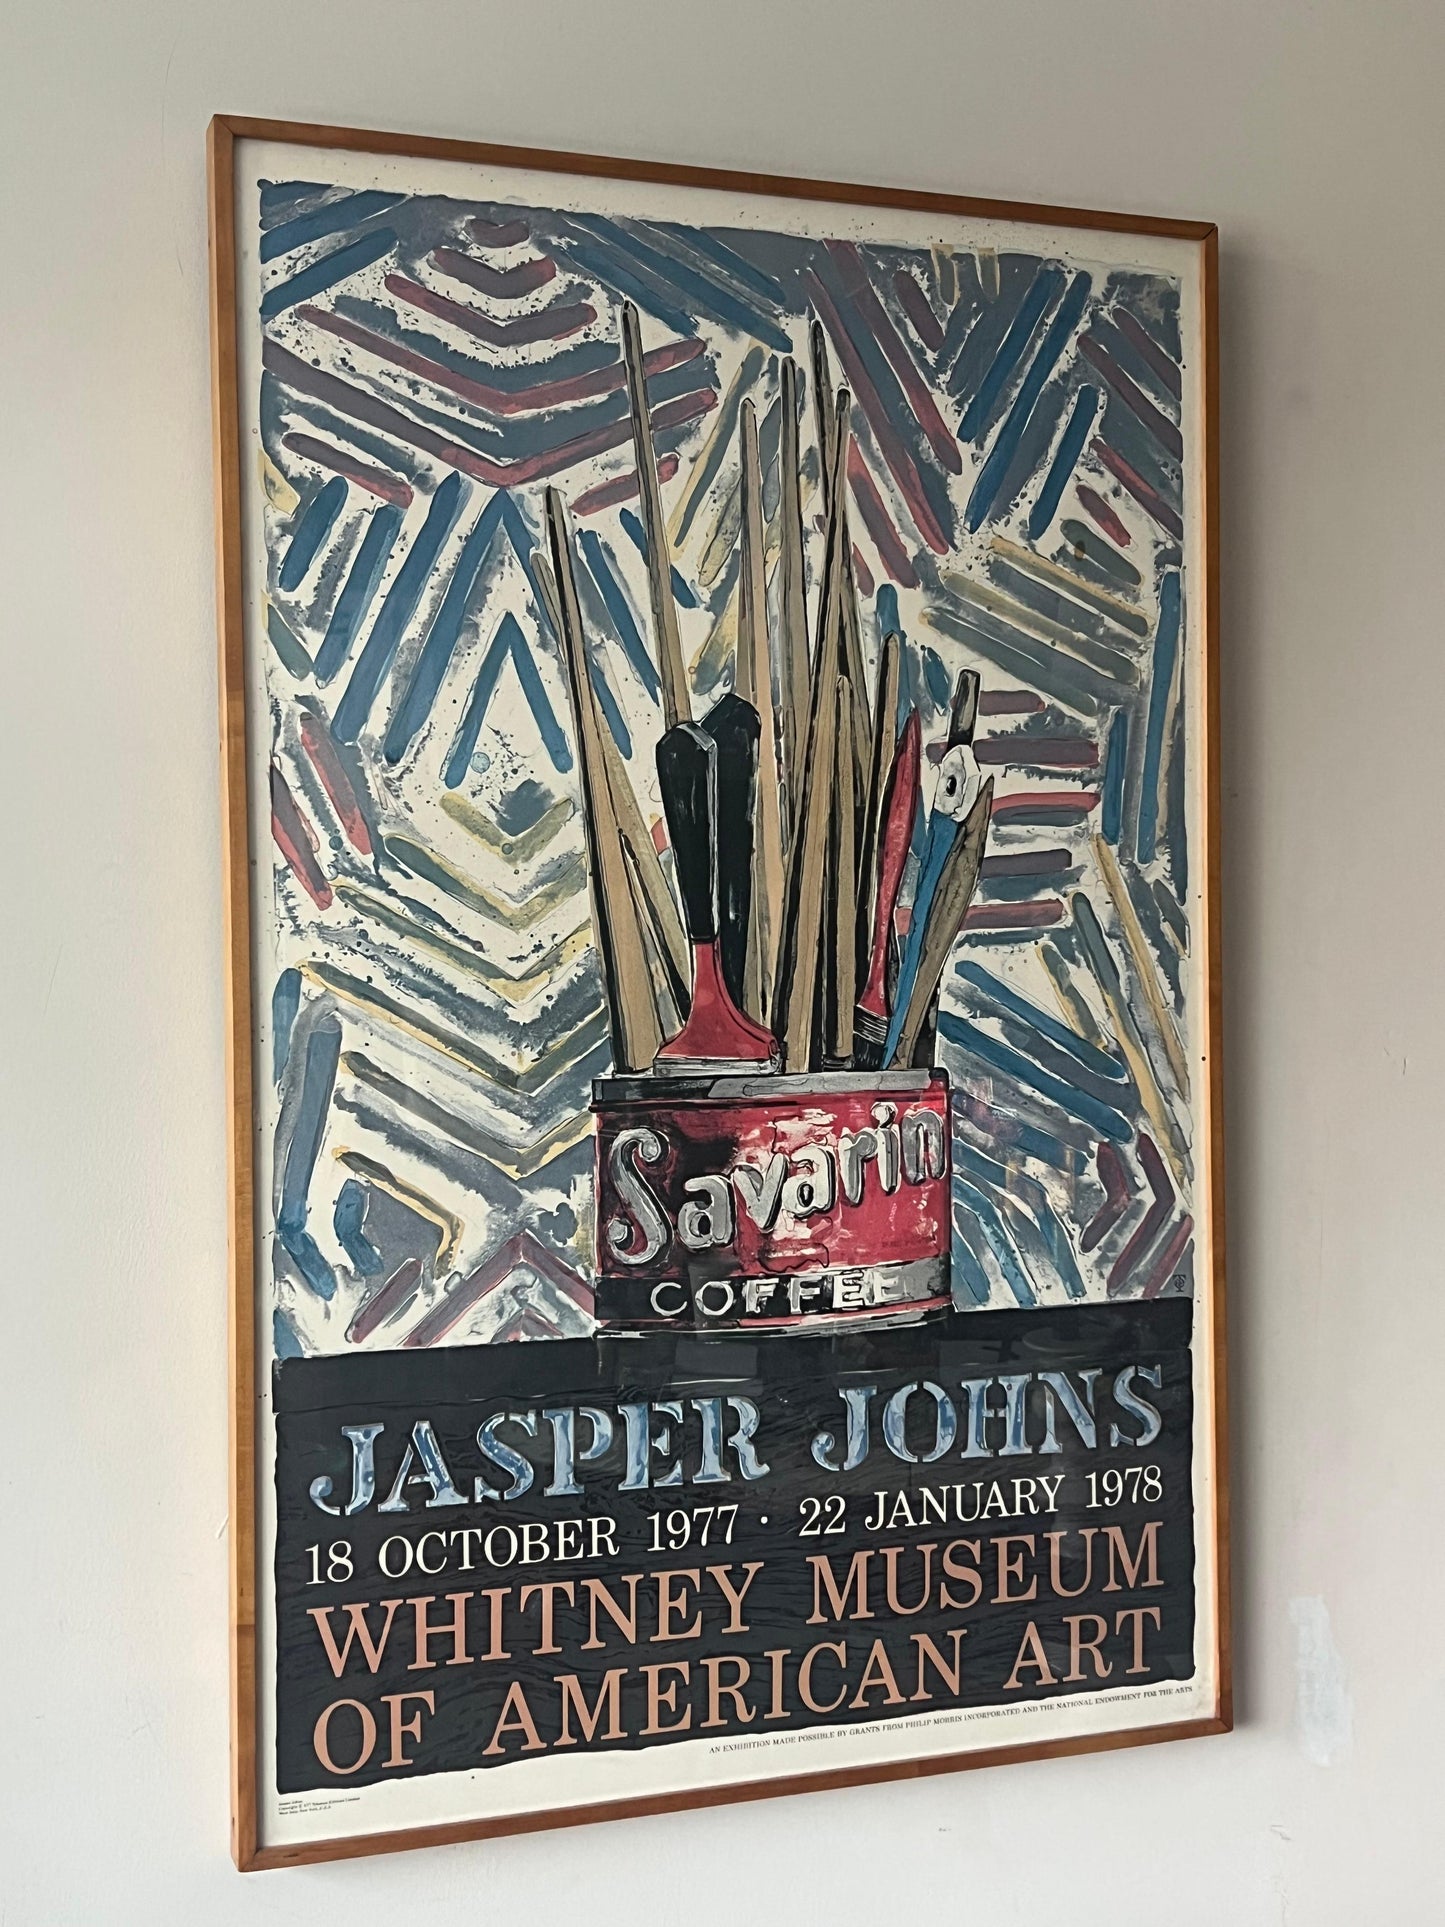 Savarin
COFFEE
JASPER JOHNS
18 OCTOBER 1977 · 22 JANUARY 1978
WHITNEY MUSEUM
OF AMERICAN ART
AN EXHIBITION MADE POSSIBLE BY GRANTS FROM PHILIP MORRIS INCORPORATED AND THE NATIONAL ENDOWMENT FOR THE ARTS